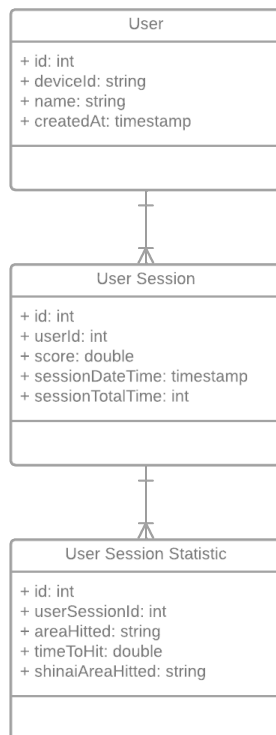 User
+ id: int
+ deviceId: string
+ name: string
+ createdAt: timestamp
User Session
+ id: int
+ userId: int
+ score: double
+ sessionDateTime: timestamp
+ sessionTotalTime: int
User Session Statistic
+ id: int
+ userSessionId: int
+ areaHitted: string
+ timeToHit: double
+ shinaiAreaHitted: string